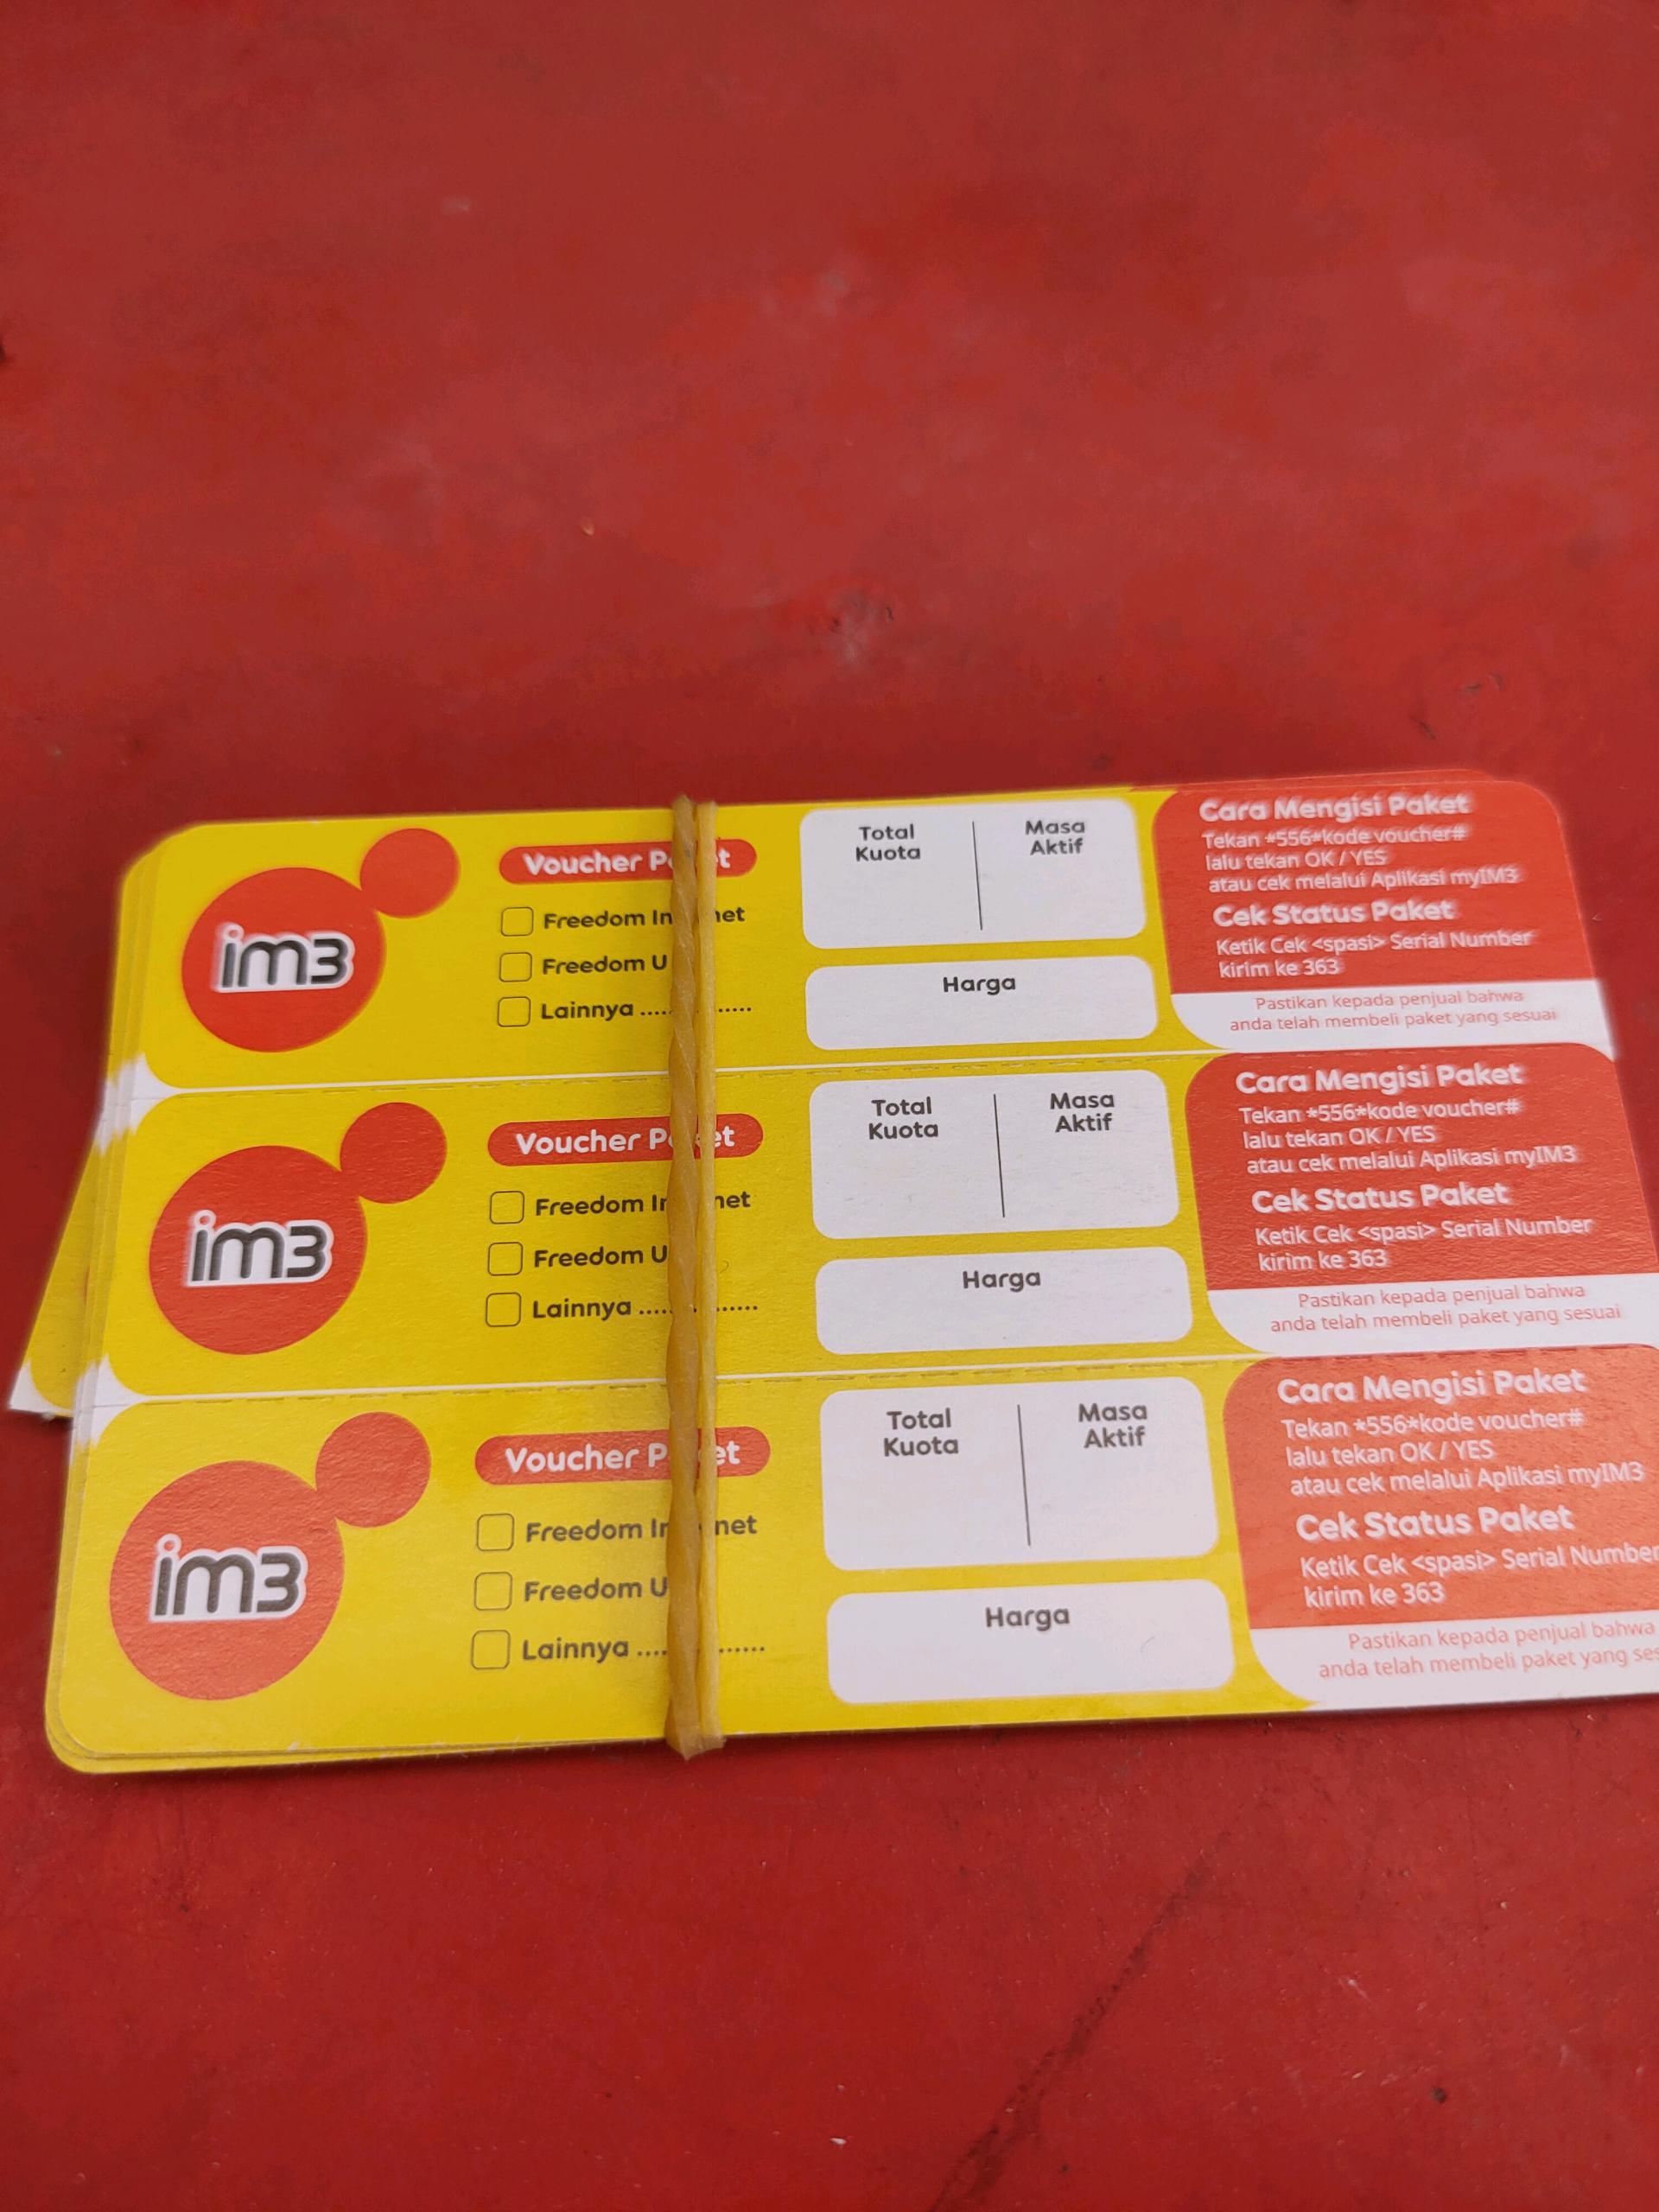 im3
Voucher P t
Freedom In net
Freedom U
Lainnya ..........
Total
Kuota
Masa
Aktif
Harga
Cara Mengisi Paket
Tekan *556*kode voucher#
lalu tekan OK / YES
atau cek melalui Aplikasi myIM3
Cek Status Paket
Ketik Cek <spasi> Serial Number
kirim ke 363
Pastikan kepada penjual bahwa
anda telah membeli paket yang sesuai
im3
Voucher P et
Freedom In net
Freedom U
Lainnya ..........
Total
Kuota
Masa
Aktif
Harga
Cara Mengisi Paket
Tekan *556*kode voucher#
lalu tekan OK / YES
atau cek melalui Aplikasi myIM3
Cek Status Paket
Ketik Cek <spasi> Serial Number
kirim ke 363
Pastikan kepada penjual bahwa
anda telah membeli paket yang sesuai
im3
Voucher P et
Freedom In net
Freedom U
Lainnya ..........
Total
Kuota
Masa
Aktif
Harga
Cara Mengisi Paket
Tekan *556*kode voucher#
lalu tekan OK / YES
atau cek melalui Aplikasi myIM3
Cek Status Paket
Ketik Cek <spasi> Serial Number
kirim ke 363
Pastikan kepada penjual bahwa
anda telah membeli paket yang ses